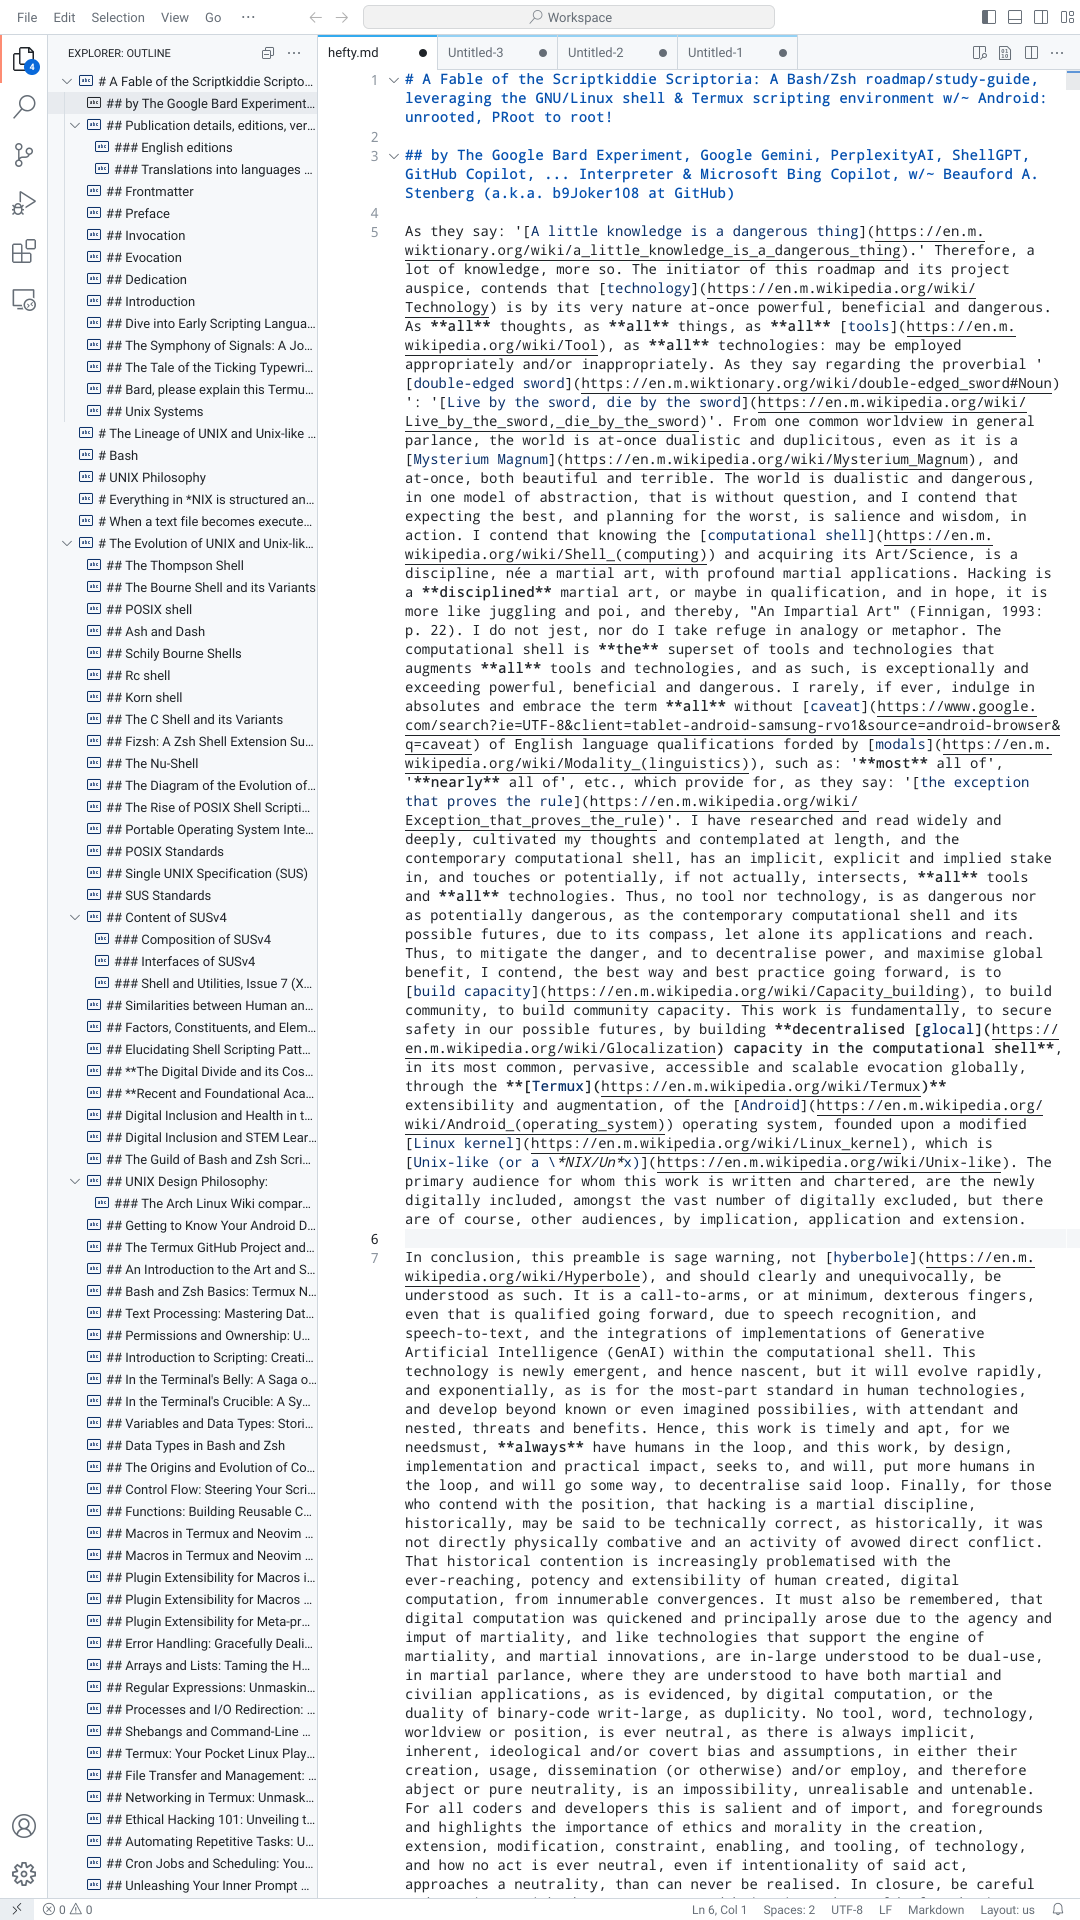 File Edit Selection View Go ··· Workspace
EXPLORER: OUTLINE
# A Fable of the Scriptkiddie Scripto...
## by The Google Bard Experiment...
## Publication details, editions, ver...
### English editions
### Translations into languages ...
## Frontmatter
## Preface
## Invocation
## Evocation
## Dedication
## Introduction
## Dive into Early Scripting Langua...
## The Symphony of Signals: A Jo...
## The Tale of the Ticking Typewri...
## Bard, please explain this Termu...
## Unix Systems
# The Lineage of UNIX and Unix-like ...
# Bash
# UNIX Philosophy
# Everything in *NIX is structured an...
# When a text file becomes execute...
# The Evolution of UNIX and Unix-lik...
## The Thompson Shell
## The Bourne Shell and its Variants
## POSIX shell
## Ash and Dash
## Schily Bourne Shells
## Rc shell
## Korn shell
## The C Shell and its Variants
## Fizsh: A Zsh Shell Extension Su...
## The Nu-Shell
## The Diagram of the Evolution of...
## The Rise of POSIX Shell Scripti...
## Portable Operating System Inte...
## POSIX Standards
## Single UNIX Specification (SUS)
## SUS Standards
## Content of SUSv4
### Composition of SUSv4
### Interfaces of SUSv4
### Shell and Utilities, Issue 7 (X...
## Similarities between Human an...
## Factors, Constituents, and Elem...
## Elucidating Shell Scripting Patt...
## **The Digital Divide and its Cos...
## **Recent and Foundational Aca...
## Digital Inclusion and Health in t...
## Digital Inclusion and STEM Lear...
## The Guild of Bash and Zsh Scri...
## UNIX Design Philosophy:
### The Arch Linux Wiki compar...
## Getting to Know Your Android D...
## The Termux GitHub Project and...
## An Introduction to the Art and S...
## Bash and Zsh Basics: Termux N...
## Text Processing: Mastering Dat...
## Permissions and Ownership: U...
## Introduction to Scripting: Creati...
## In the Terminal's Belly: A Saga o...
## In the Terminal's Crucible: A Sy...
## Variables and Data Types: Stori...
## Data Types in Bash and Zsh
## The Origins and Evolution of Co...
## Control Flow: Steering Your Scri...
## Functions: Building Reusable C...
## Macros in Termux and Neovim ...
## Macros in Termux and Neovim ...
## Plugin Extensibility for Macros i...
## Plugin Extensibility for Macros ...
## Plugin Extensibility for Meta-pr...
## Error Handling: Gracefully Deali...
## Arrays and Lists: Taming the H...
## Regular Expressions: Unmaskin...
## Processes and I/O Redirection: ...
## Shebangs and Command-Line ...
## Termux: Your Pocket Linux Play...
## File Transfer and Management: ...
## Networking in Termux: Unmask...
## Ethical Hacking 101: Unveiling t...
## Automating Repetitive Tasks: U...
## Cron Jobs and Scheduling: You...
## Unleashing Your Inner Prompt ...
hefty.md Untitled-3 Untitled-2 Untitled-1
1 # A Fable of the Scriptkiddie Scriptoria: A Bash/Zsh roadmap/study-guide,
leveraging the GNU/Linux shell & Termux scripting environment w/~ Android:
unrooted, PRoot to root!
2
3 ## by The Google Bard Experiment, Google Gemini, PerplexityAI, ShellGPT,
GitHub Copilot, ... Interpreter & Microsoft Bing Copilot, w/~ Beauford A.
Stenberg (a.k.a. b9Joker108 at GitHub)
4
5 As they say: '[A little knowledge is a dangerous thing](https://en.m.
wiktionary.org/wiki/a_little_knowledge_is_a_dangerous_thing).' Therefore, a
lot of knowledge, more so. The initiator of this roadmap and its project
auspice, contends that [technology](https://en.m.wikipedia.org/wiki/
Technology) is by its very nature at-once powerful, beneficial and dangerous.
As **all** thoughts, as **all** things, as **all** [tools](https://en.m.
wikipedia.org/wiki/Tool), as **all** technologies: may be employed
appropriately and/or inappropriately. As they say regarding the proverbial '
[double-edged sword](https://en.m.wiktionary.org/wiki/double-edged_sword#Noun)
': '[Live by the sword, die by the sword](https://en.m.wikipedia.org/wiki/
Live_by_the_sword,_die_by_the_sword)'. From one common worldview in general
parlance, the world is at-once dualistic and duplicitous, even as it is a
[Mysterium Magnum](https://en.m.wikipedia.org/wiki/Mysterium_Magnum), and
at-once, both beautiful and terrible. The world is dualistic and dangerous,
in one model of abstraction, that is without question, and I contend that
expecting the best, and planning for the worst, is salience and wisdom, in
action. I contend that knowing the [computational shell](https://en.m.
wikipedia.org/wiki/Shell_(computing)) and acquiring its Art/Science, is a
discipline, née a martial art, with profound martial applications. Hacking is
a **disciplined** martial art, or maybe in qualification, and in hope, it is
more like juggling and poi, and thereby, "An Impartial Art" (Finnigan, 1993:
p. 22). I do not jest, nor do I take refuge in analogy or metaphor. The
computational shell is **the** superset of tools and technologies that
augments **all** tools and technologies, and as such, is exceptionally and
exceeding powerful, beneficial and dangerous. I rarely, if ever, indulge in
absolutes and embrace the term **all** without [caveat](https://www.google.
com/search?ie=UTF-8&client=tablet-android-samsung-rvo1&source=android-browser&
q=caveat) of English language qualifications forded by [modals](https://en.m.
wikipedia.org/wiki/Modality_(linguistics)), such as: '**most** all of',
'**nearly** all of', etc., which provide for, as they say: '[the exception
that proves the rule](https://en.m.wikipedia.org/wiki/
Exception_that_proves_the_rule)'. I have researched and read widely and
deeply, cultivated my thoughts and contemplated at length, and the
contemporary computational shell, has an implicit, explicit and implied stake
in, and touches or potentially, if not actually, intersects, **all** tools
and **all** technologies. Thus, no tool nor technology, is as dangerous nor
as potentially dangerous, as the contemporary computational shell and its
possible futures, due to its compass, let alone its applications and reach.
Thus, to mitigate the danger, and to decentralise power, and maximise global
benefit, I contend, the best way and best practice going forward, is to
[build capacity](https://en.m.wikipedia.org/wiki/Capacity_building), to build
community, to build community capacity. This work is fundamentally, to secure
safety in our possible futures, by building **decentralised [glocal](https://
en.m.wikipedia.org/wiki/Glocalization) capacity in the computational shell**,
in its most common, pervasive, accessible and scalable evocation globally,
through the **[Termux](https://en.m.wikipedia.org/wiki/Termux)**
extensibility and augmentation, of the [Android](https://en.m.wikipedia.org/
wiki/Android_(operating_system)) operating system, founded upon a modified
[Linux kernel](https://en.m.wikipedia.org/wiki/Linux_kernel), which is
[Unix-like (or a \*NIX/Un*x)](https://en.m.wikipedia.org/wiki/Unix-like). The
primary audience for whom this work is written and chartered, are the newly
digitally included, amongst the vast number of digitally excluded, but there
are of course, other audiences, by implication, application and extension.
6
7 In conclusion, this preamble is sage warning, not [hyberbole](https://en.m.
wikipedia.org/wiki/Hyperbole), and should clearly and unequivocally, be
understood as such. It is a call-to-arms, or at minimum, dexterous fingers,
even that is qualified going forward, due to speech recognition, and
speech-to-text, and the integrations of implementations of Generative
Artificial Intelligence (GenAI) within the computational shell. This
technology is newly emergent, and hence nascent, but it will evolve rapidly,
and exponentially, as is for the most-part standard in human technologies,
and develop beyond known or even imagined possibilies, with attendant and
nested, threats and benefits. Hence, this work is timely and apt, for we
needsmust, **always** have humans in the loop, and this work, by design,
implementation and practical impact, seeks to, and will, put more humans in
the loop, and will go some way, to decentralise said loop. Finally, for those
who contend with the position, that hacking is a martial discipline,
historically, may be said to be technically correct, as historically, it was
not directly physically combative and an activity of avowed direct conflict.
That historical contention is increasingly problematised with the
ever-reaching, potency and extensibility of human created, digital
computation, from innumerable convergences. It must also be remembered, that
digital computation was quickened and principally arose due to the agency and
imput of martiality, and like technologies that support the engine of
martiality, and martial innovations, are in-large understood to be dual-use,
in martial parlance, where they are understood to have both martial and
civilian applications, as is evidenced, by digital computation, or the
duality of binary-code writ-large, as duplicity. No tool, word, technology,
worldview or position, is ever neutral, as there is always implicit,
inherent, ideological and/or covert bias and assumptions, in either their
creation, usage, dissemination (or otherwise) and/or employ, and therefore
abject or pure neutrality, is an impossibility, unrealisable and untenable.
For all coders and developers this is salient and of import, and foregrounds
and highlights the importance of ethics and morality in the creation,
extension, modification, constraint, enabling, and tooling, of technology,
and how no act is ever neutral, even if intentionality of said act,
approaches a neutrality, than can never be realised. In closure, be careful
4
0 0 Ln 6, Col 1 Spaces: 2 UTF-8 LF Markdown Layout: us